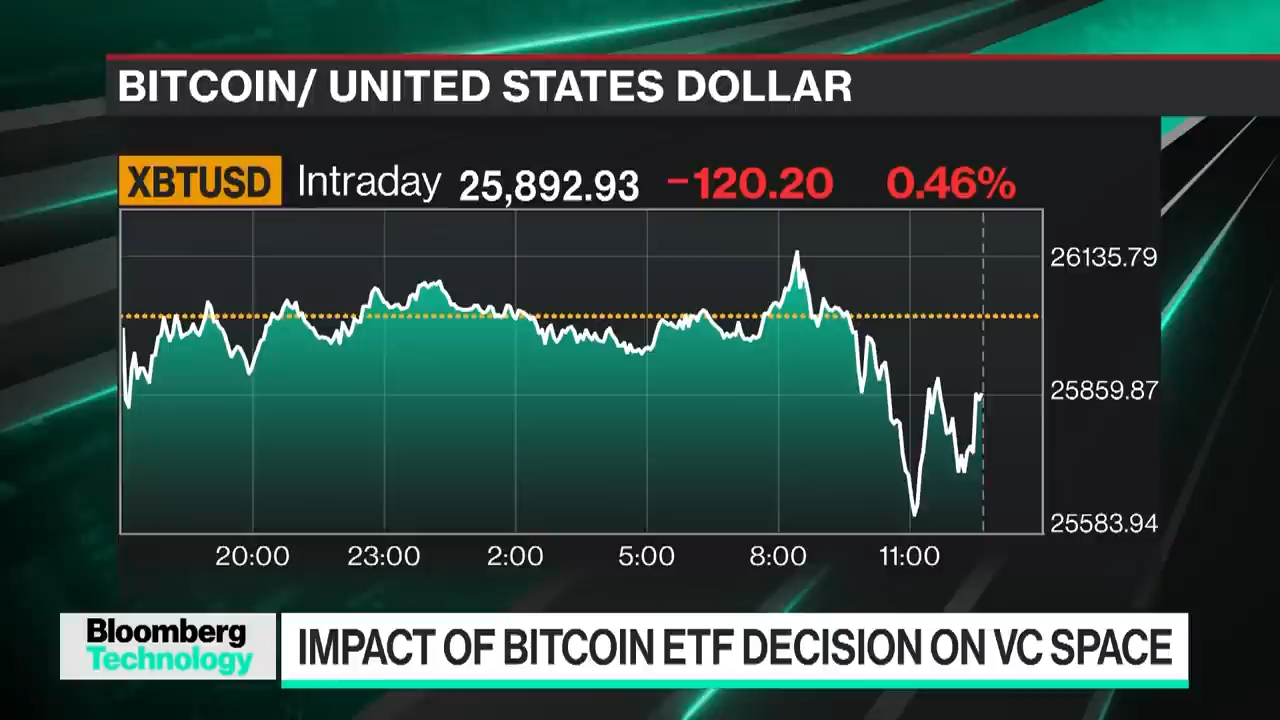 BITCOIN/ UNITED STATES DOLLAR
XBTUSD Intraday 25,892.93 −120.20 0.46%
26135.79
25859.87
25583.94
20:00 23:00 2:00 5:00 8:00 11:00
Bloomberg
Technology
IMPACT OF BITCOIN ETF DECISION ON VC SPACE